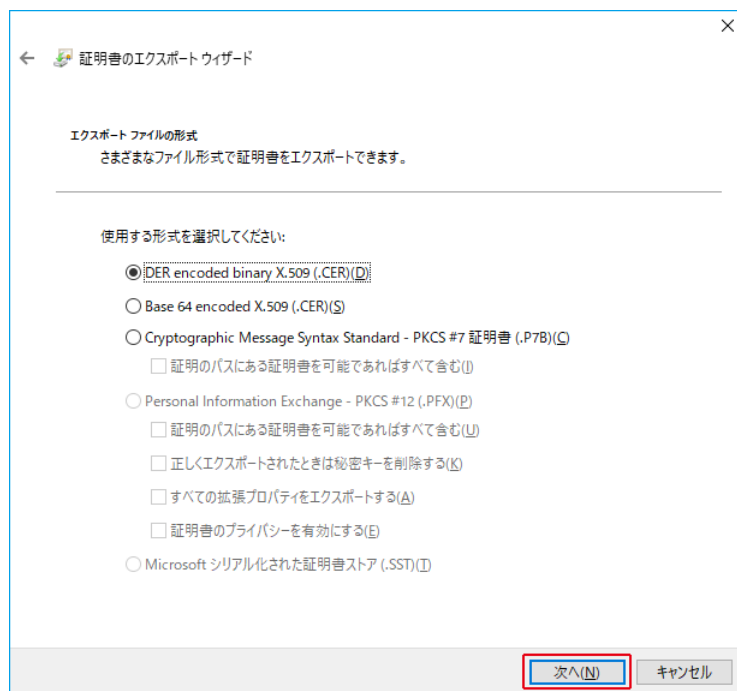 証明書のエクスポート ウィザード
エクスポート ファイルの形式
さまざまなファイル形式で証明書をエクスポートできます。
使用する形式を選択してください:
DER encoded binary X.509 (.CER)(D)
Base 64 encoded X.509 (.CER)(S)
Cryptographic Message Syntax Standard - PKCS #7 証明書 (.P7B)(C)
証明のパスにある証明書を可能であればすべて含む(I)
Personal Information Exchange - PKCS #12 (.PFX)(P)
証明のパスにある証明書を可能であればすべて含む(U)
正しくエクスポートされたときは秘密キーを削除する(K)
すべての拡張プロパティをエクスポートする(A)
証明書のプライバシーを有効にする(E)
Microsoft シリアル化された証明書ストア (.SST)(T)
次へ(N) キャンセル